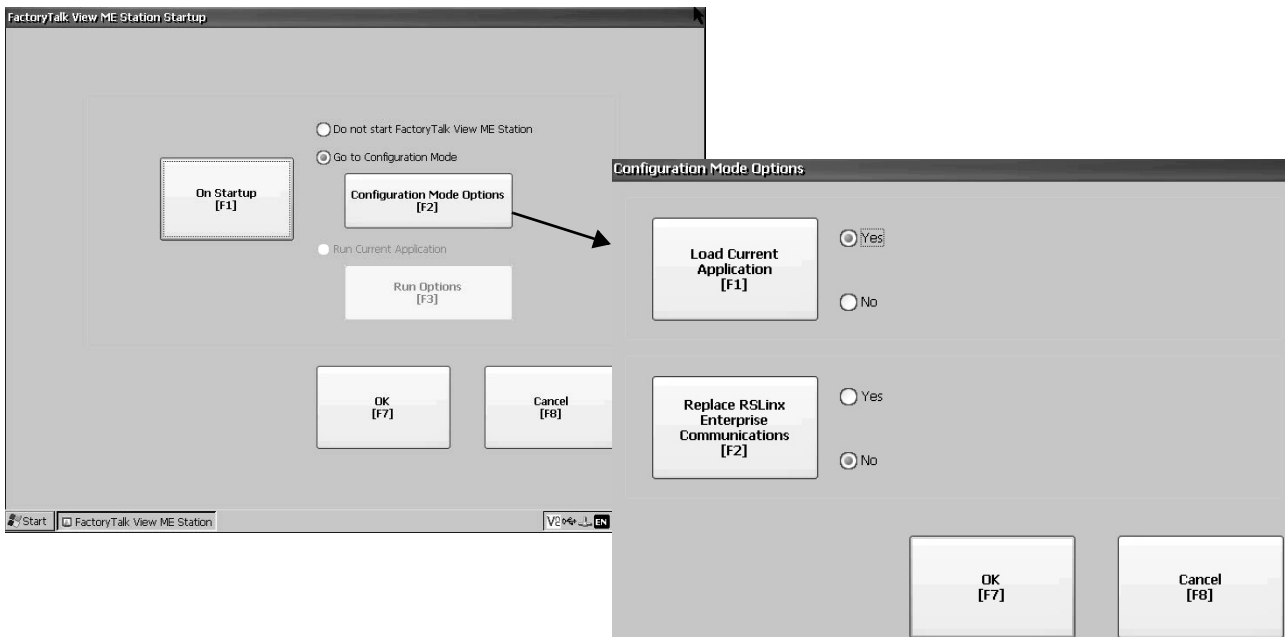 FactoryTalk View ME Station Startup
Do not start FactoryTalk View ME Station
Go to Configuration Mode
On Startup
[F1]
Configuration Mode Options
[F2]
Run Current Application
Run Options
[F3]
OK
[F7]
Cancel
[F8]
Start
FactoryTalk View ME Station
EN
Configuration Mode Options
Load Current
Application
[F1]
Yes
No
Replace RSLinx
Enterprise
Communications
[F2]
Yes
No
OK
[F7]
Cancel
[F8]